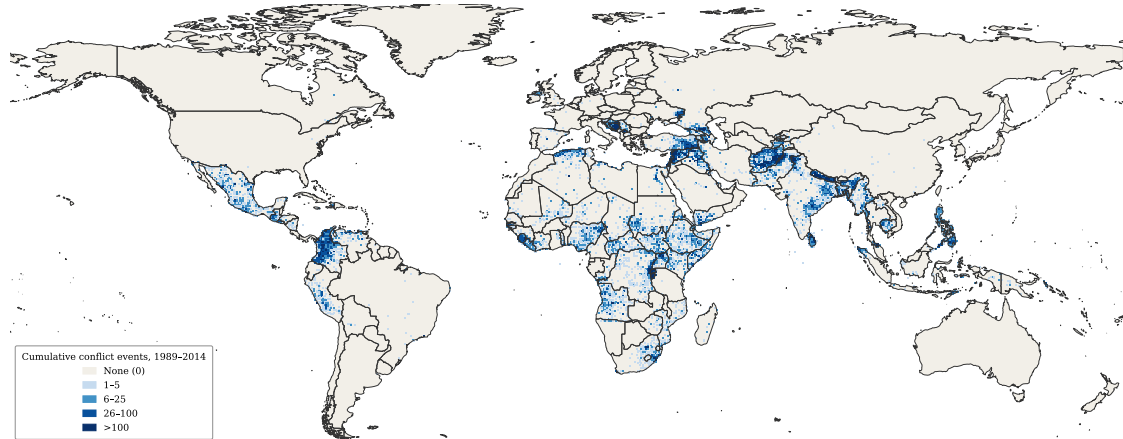 Cumulative conflict events, 1989–2014
None (0)
1–5
6–25
26–100
>100